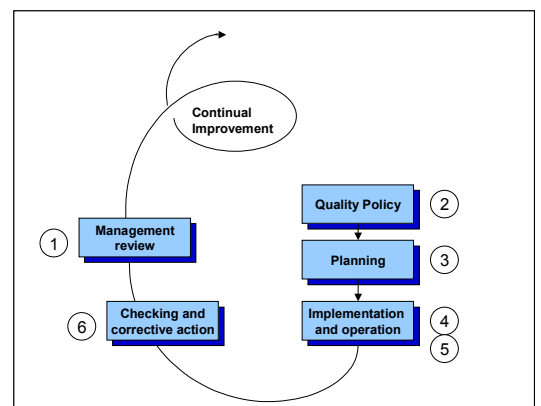 Continual
Improvement
Quality Policy
2
Management
review
1
Planning
3
Checking and
corrective action
6
Implementation
and operation
4
5